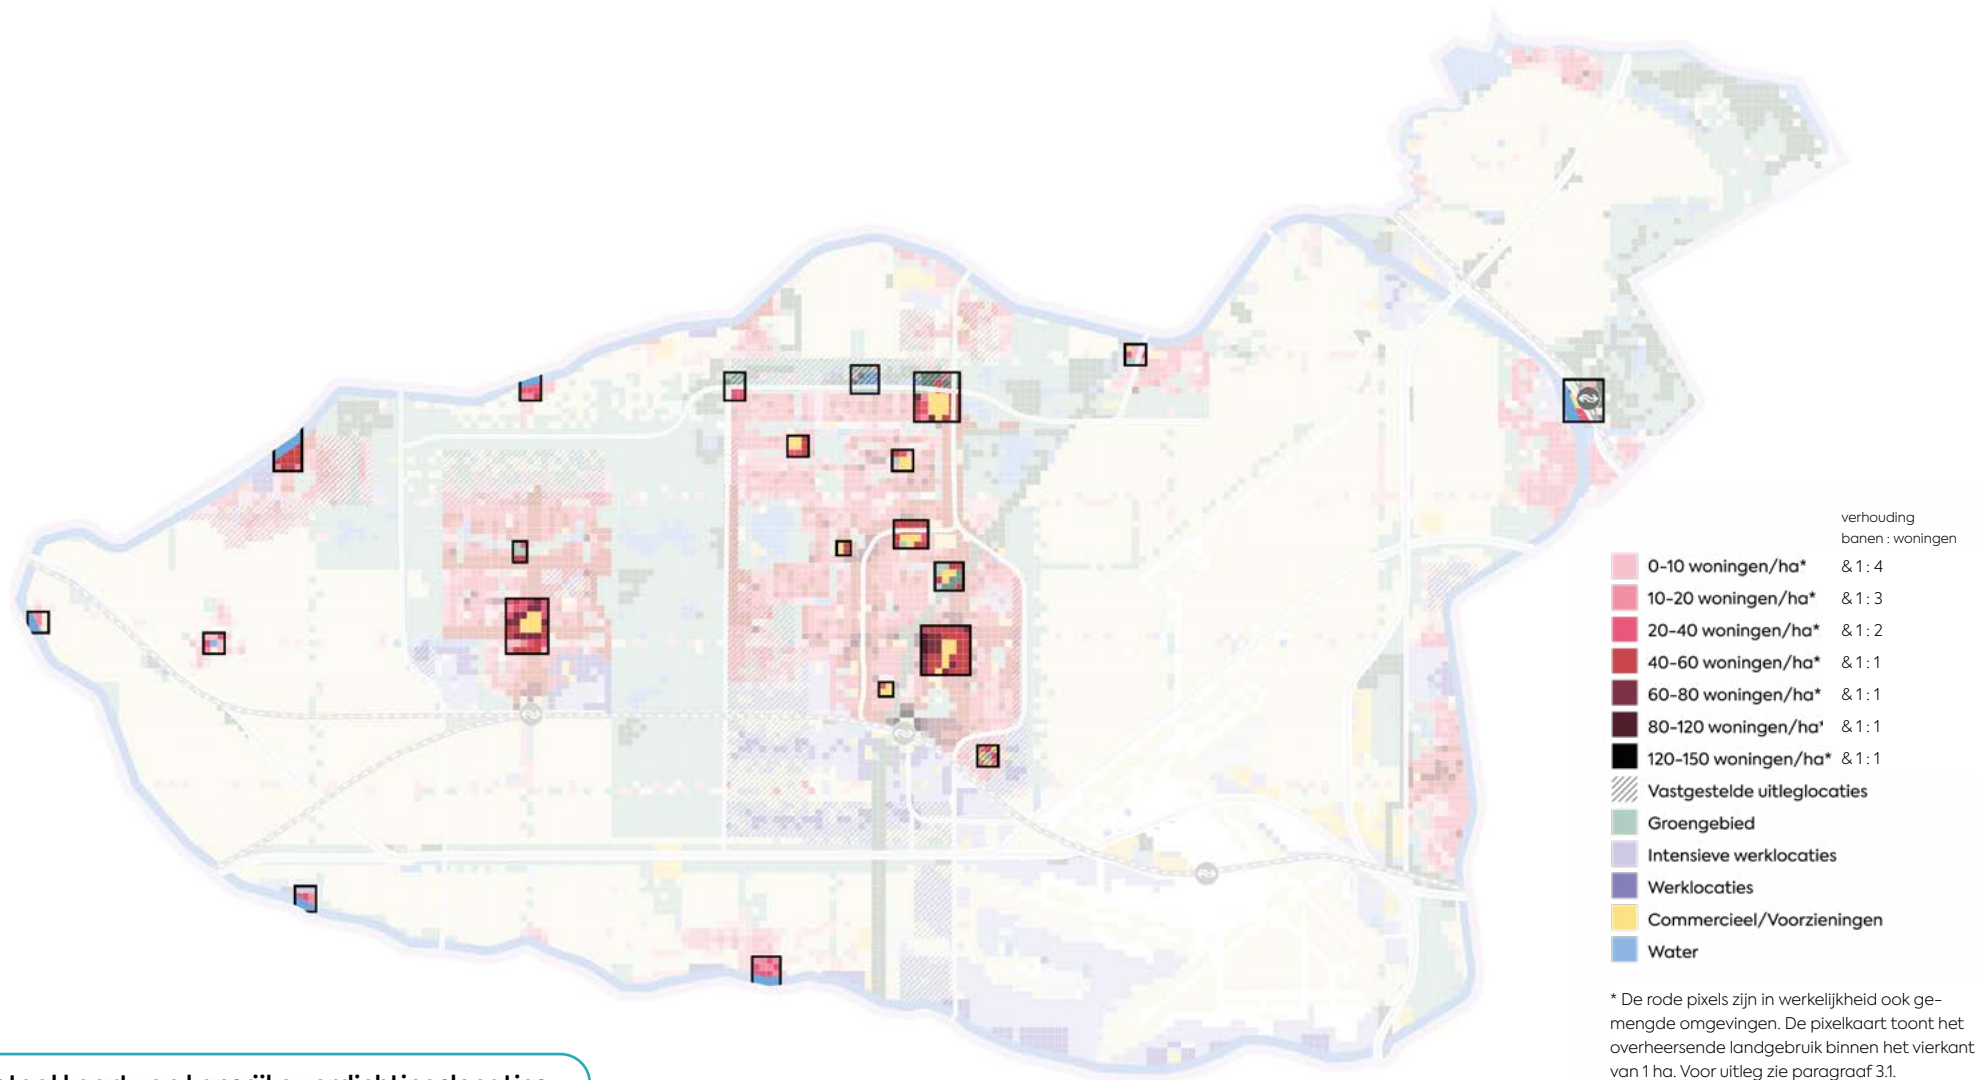 verhouding
banen : woningen
0-10 woningen/ha* & 1 : 4
10-20 woningen/ha* & 1 : 3
20-40 woningen/ha* & 1 : 2
40-60 woningen/ha* & 1 : 1
60-80 woningen/ha* & 1 : 1
80-120 woningen/ha* & 1 : 1
120-150 woningen/ha* & 1 : 1
Vastgestelde uitleglocaties
Groengebied
Intensieve werklocaties
Werklocaties
Commercieel/Voorzieningen
Water
* De rode pixels zijn in werkelijkheid ook ge-
mengde omgevingen. De pixelkaart toont het
overheersende landgebruik binnen het vierkant
van 1 ha. Voor uitleg zie paragraaf 3.1.